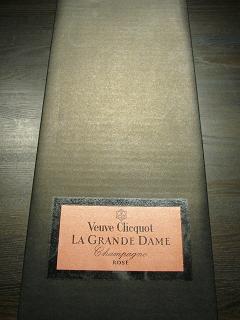 Veuve Clicquot
LA GRANDE DAME
Champagne
ROSÉ